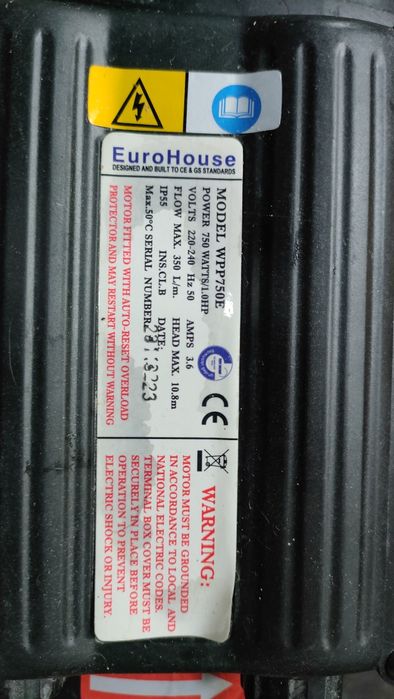 EuroHouse
DESIGNED AND BUILT TO CE & GS STANDARDS
MODEL WPP750E
POWER 750 WATTS/1.0HP
VOLTS 220-240 Hz 50 AMPS 3.6
FLOW MAX. 350 L/m. HEAD MAX. 10.8m
IP55 INS.CL.B DATE:
Max.50°C SERIAL NUMBER:
MOTOR FITTED WITH AUTO-RESET OVERLOAD
PROTECTOR AND MAY RESTART WITHOUT WARNING
CE
WARNING:
MOTOR MUST BE GROUNDED
IN ACCORDANCE TO LOCAL AND
NATIONAL ELECTRIC CODES.
TERMINAL BOX COVER MUST BE
SECURELY IN PLACE BEFORE
OPERATION TO PREVENT
ELECTRIC SHOCK OR INJURY.